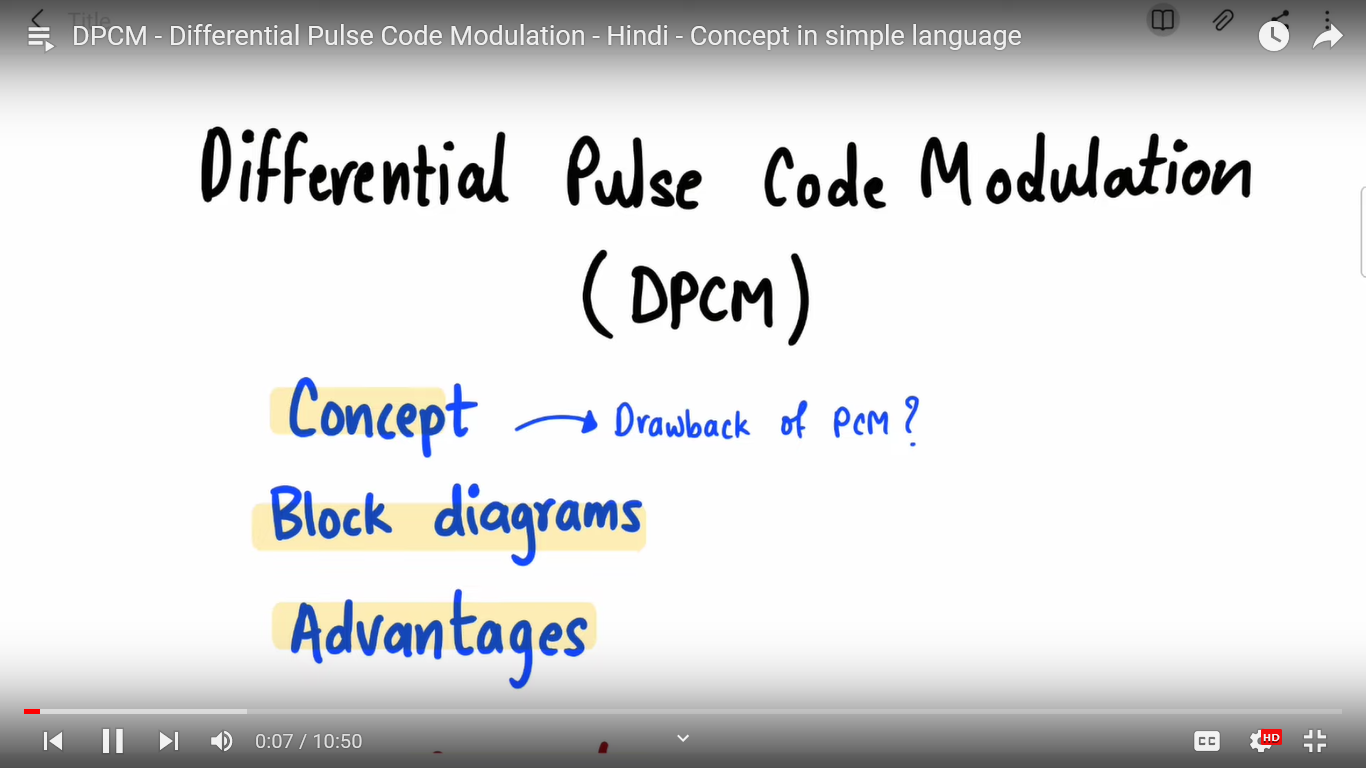 Title
DPCM - Differential Pulse Code Modulation - Hindi - Concept in simple language
Differential Pulse Code Modulation
(DPCM)
Concept → Drawback of PCM?
Block diagrams
Advantages
0:07 / 10:50
CC
HD